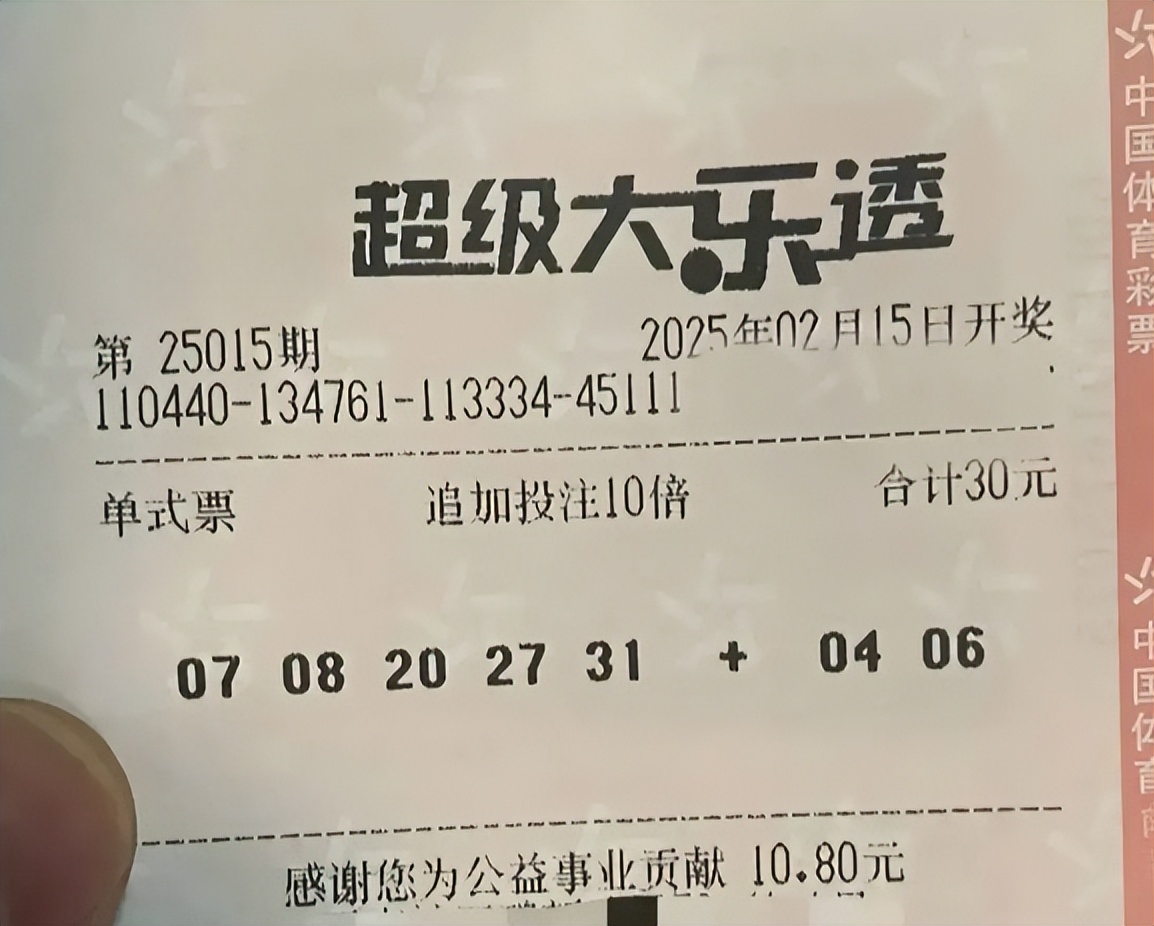 超级大乐透
第 25015期 2025年02月15日开奖
110440-134761-113334-45111
单式票 追加投注10倍 合计30元
07 08 20 27 31 + 04 06
感谢您为公益事业贡献 10.80元
中国体育彩票
中国体育